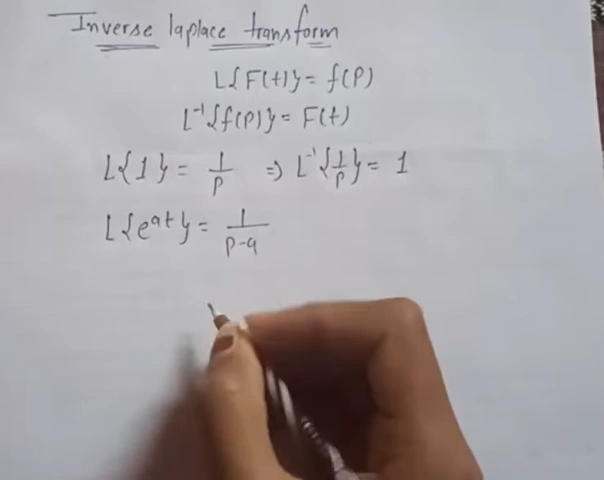 Inverse laplace transform
L{F(t)} = f(p)
L⁻¹{f(p)} = F(t)
L{1} = 1/p ⇒ L⁻¹{1/p} = 1
L{eᵃᵗ} = 1/(p-a)